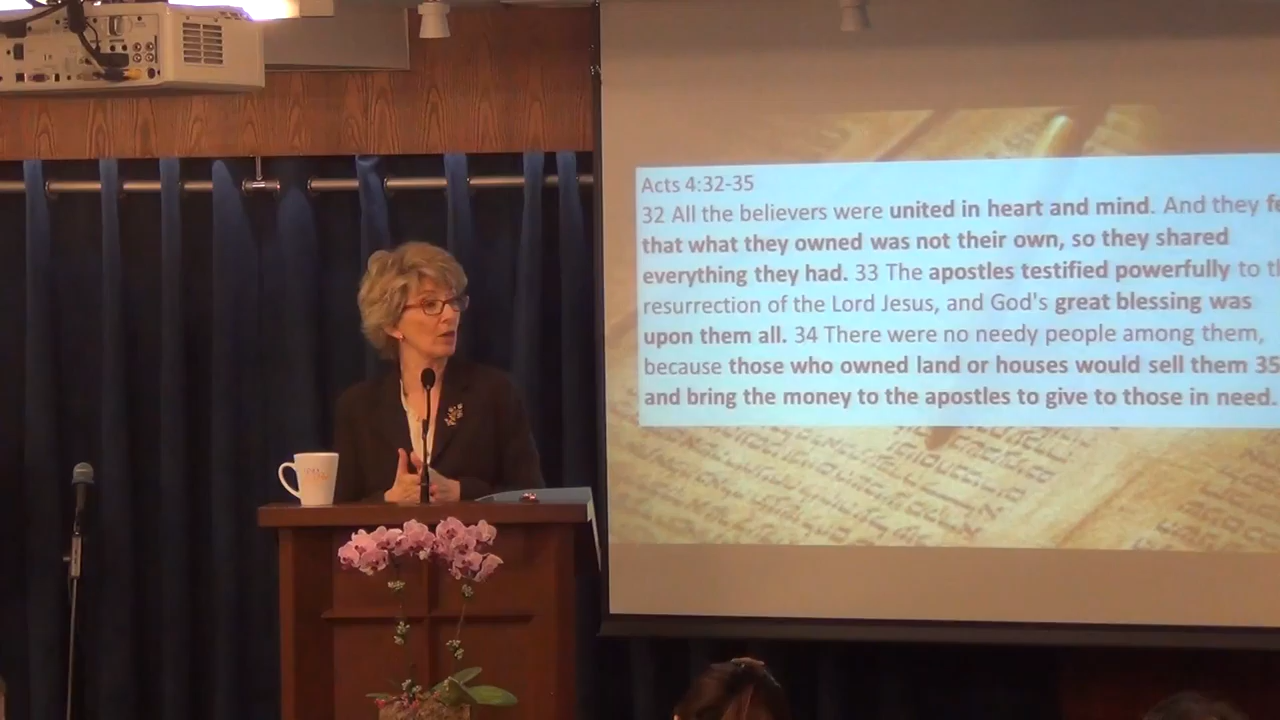 Acts 4:32-35
32 All the believers were united in heart and mind. And they
that what they owned was not their own, so they shared
everything they had. 33 The apostles testified powerfully to
resurrection of the Lord Jesus, and God's great blessing was
upon them all. 34 There were no needy people among them,
because those who owned land or houses would sell them 35
and bring the money to the apostles to give to those in need.